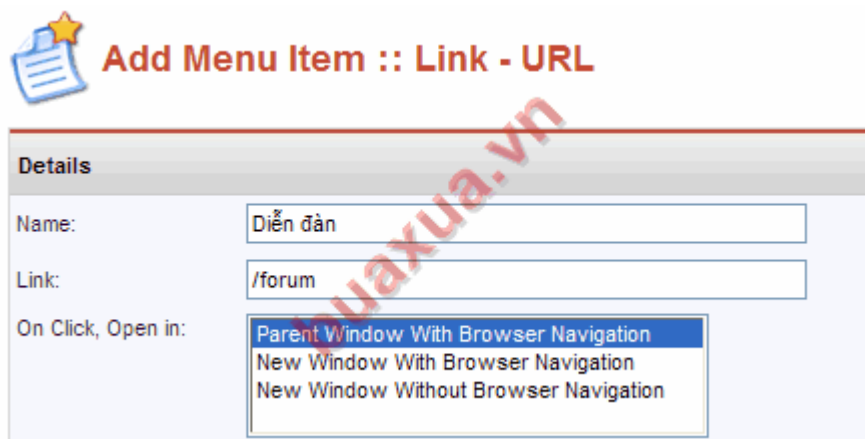 Add Menu Item :: Link - URL
Details
Name: Diễn đàn
Link: /forum
On Click, Open in: Parent Window With Browser Navigation
New Window With Browser Navigation
New Window Without Browser Navigation
buaxua.vn